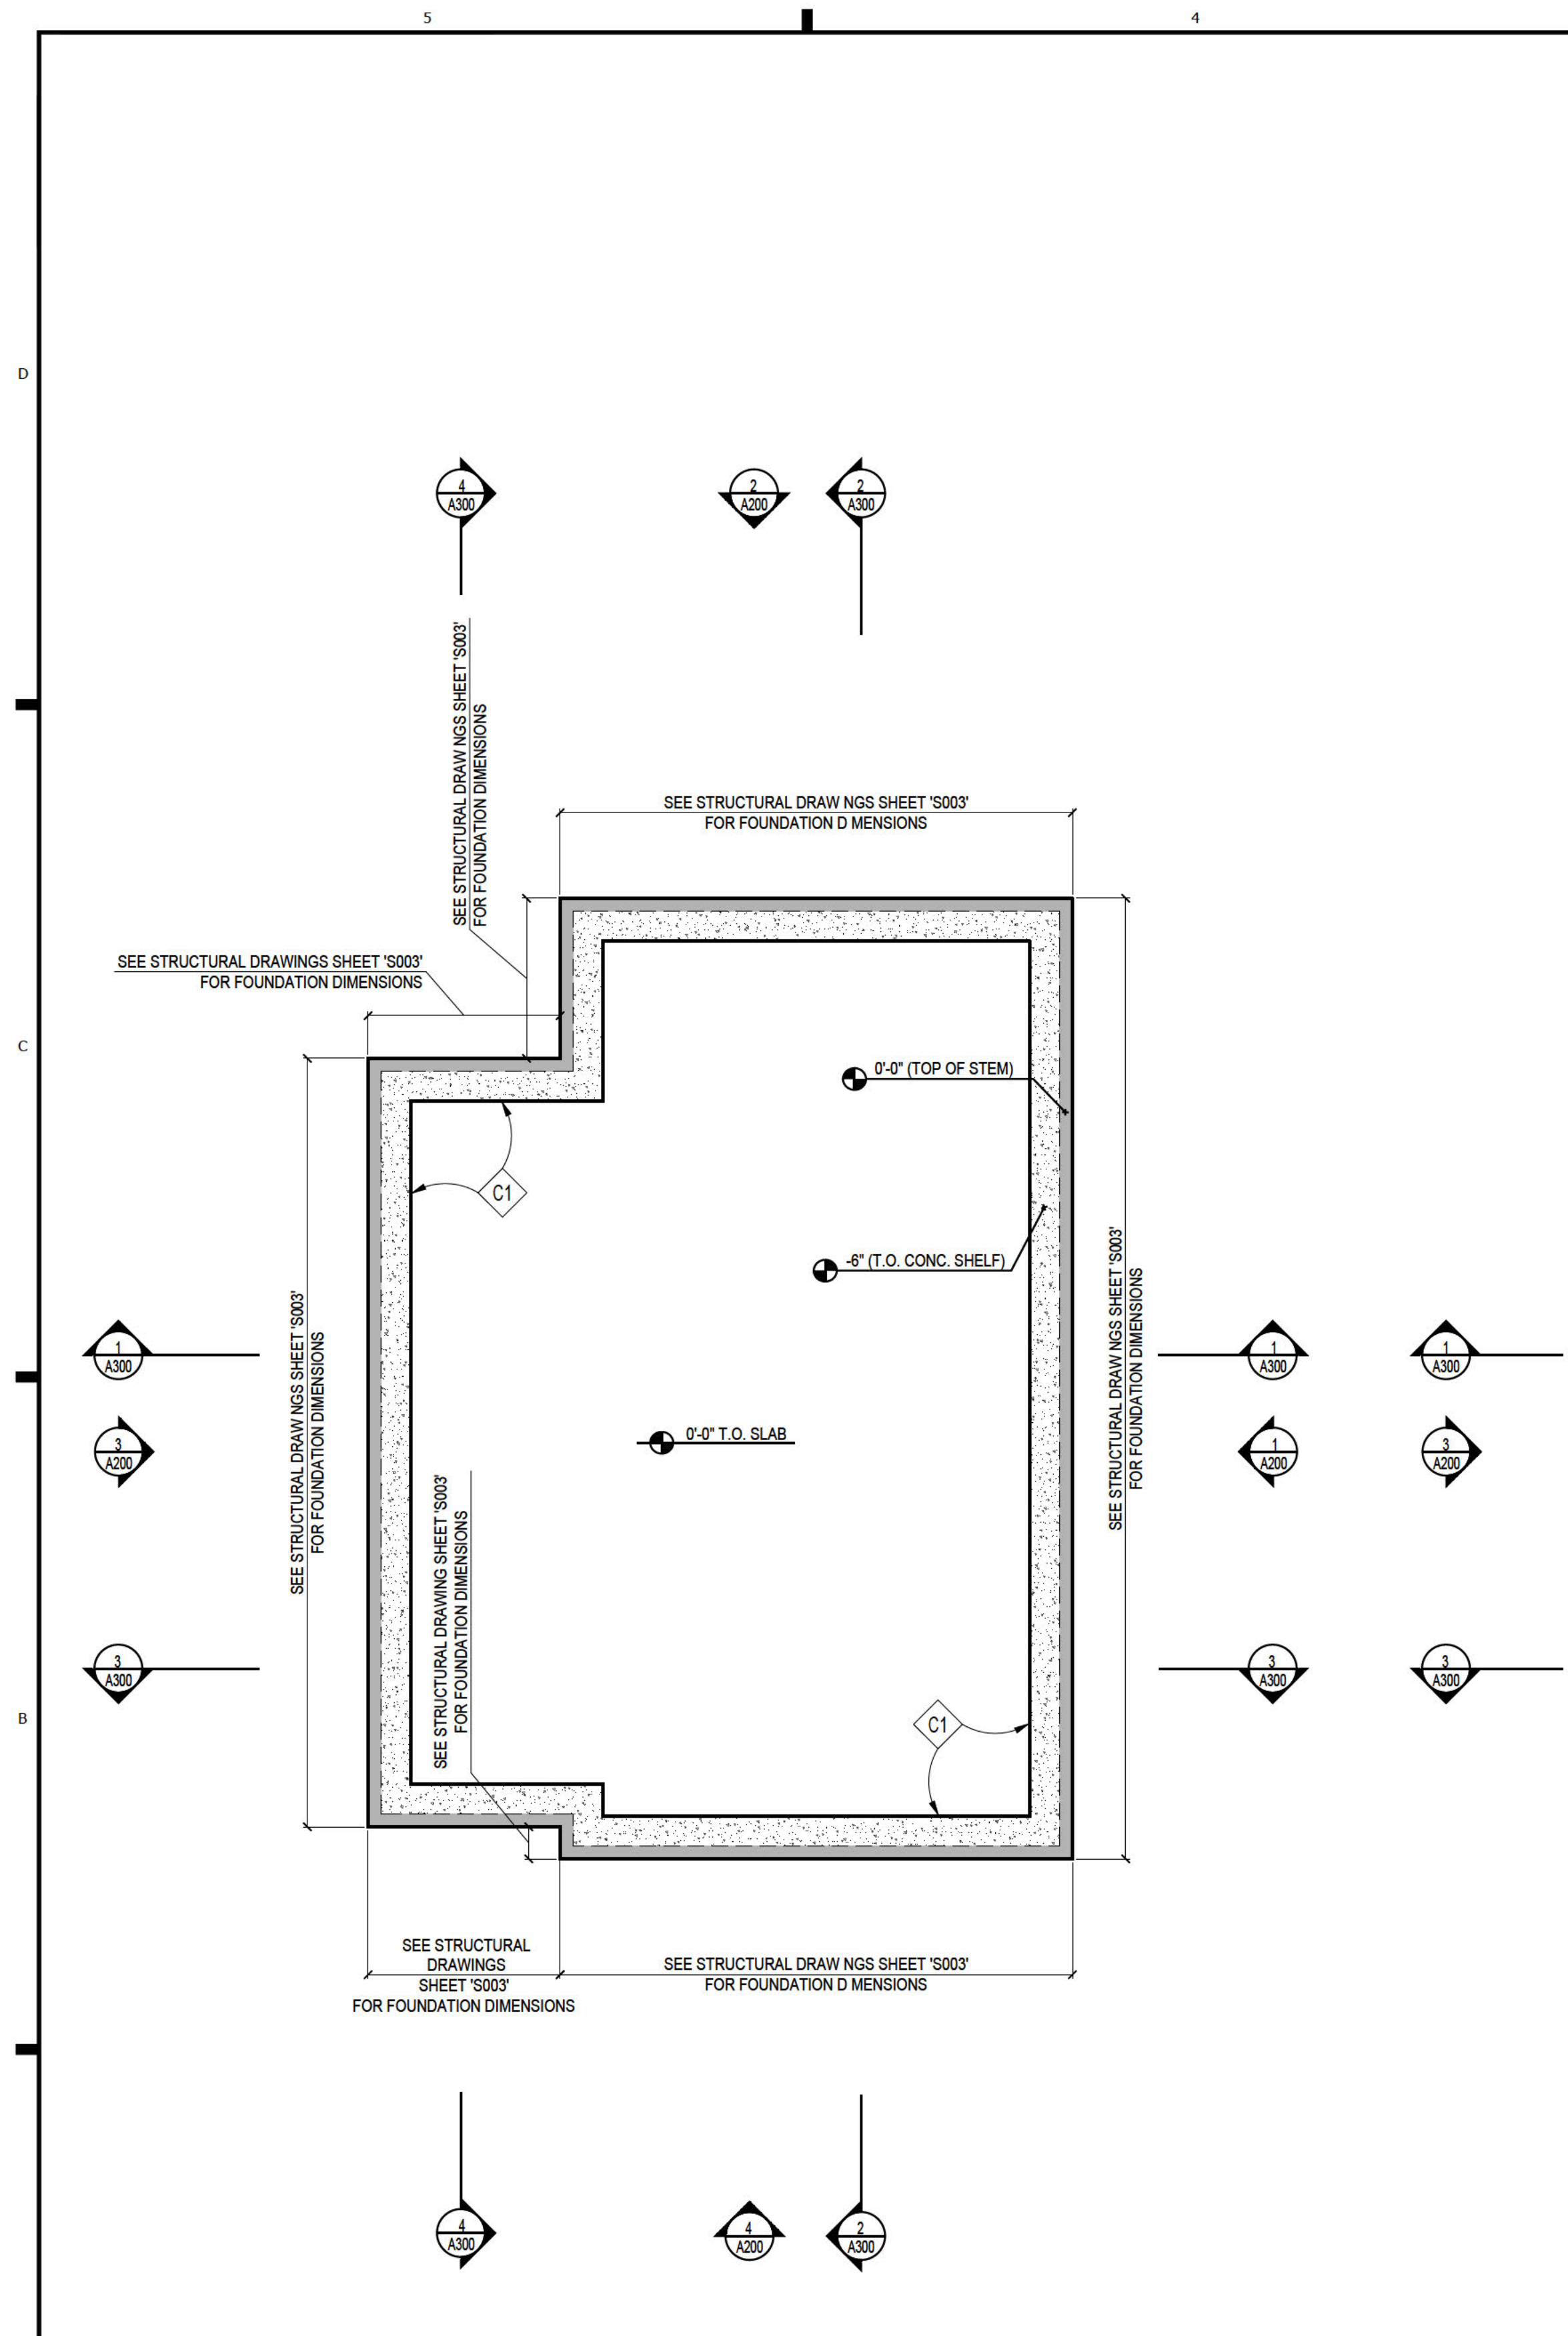 5
4
D
4
A300
2
A200
2
A300
SEE STRUCTURAL DRAW NGS SHEET 'S003'
FOR FOUNDATION DIMENSIONS
SEE STRUCTURAL DRAW NGS SHEET 'S003'
FOR FOUNDATION D MENSIONS
SEE STRUCTURAL DRAWINGS SHEET 'S003'
FOR FOUNDATION DIMENSIONS
C
0'-0" (TOP OF STEM)
C1
-6" (T.O. CONC. SHELF)
SEE STRUCTURAL DRAW NGS SHEET 'S003'
FOR FOUNDATION DIMENSIONS
SEE STRUCTURAL DRAW NGS SHEET 'S003'
FOR FOUNDATION DIMENSIONS
1
A300
1
A300
1
A300
0'-0" T.O. SLAB
3
A200
1
A200
3
A200
SEE STRUCTURAL DRAWING SHEET 'S003'
FOR FOUNDATION DIMENSIONS
3
A300
3
A300
3
A300
B
C1
SEE STRUCTURAL
DRAWINGS
SHEET 'S003'
FOR FOUNDATION DIMENSIONS
SEE STRUCTURAL DRAW NGS SHEET 'S003'
FOR FOUNDATION D MENSIONS
4
A300
4
A200
2
A300